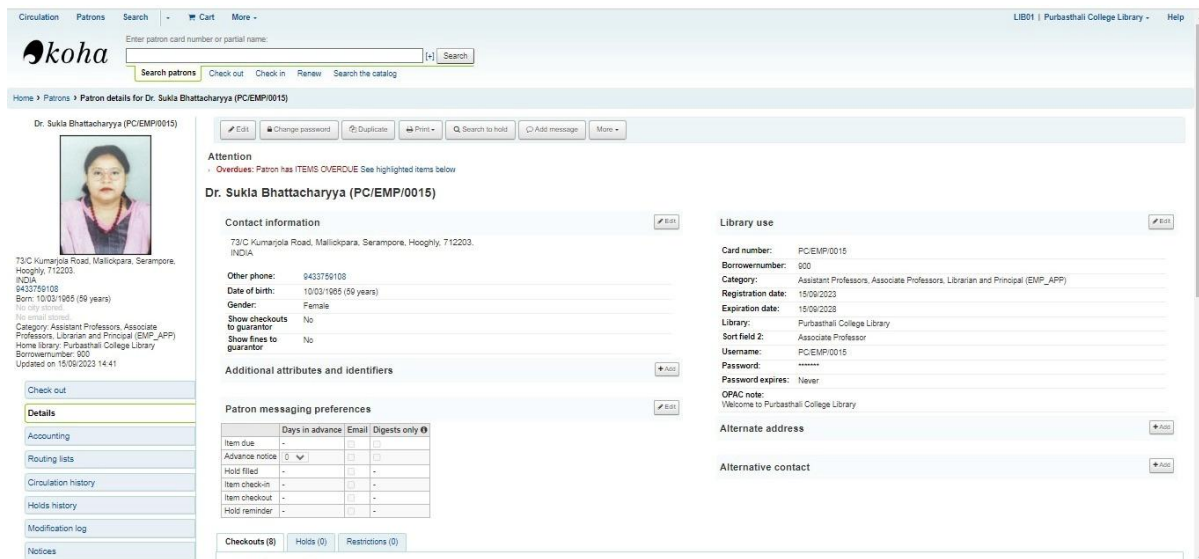 Circulation Patrons Search Cart More
LIB01 | Purbasthali College Library Help
koha
Enter patron card number or partial name:
[+] Search
Search patrons Check out Check in Renew Search the catalog
Home › Patrons › Patron details for Dr. Sukla Bhattacharyya (PC/EMP/0015)
Dr. Sukla Bhattacharyya (PC/EMP/0015)
73/C Kumarjola Road, Mallickpara, Serampore,
Hooghly, 712203.
INDIA
9433759108
Born: 10/03/1965 (59 years)
No city stored.
No email stored.
Category: Assistant Professors, Associate
Professors, Librarian and Principal (EMP_APP)
Home library: Purbasthali College Library
Borrowernumber: 900
Updated on 15/09/2023 14:41
Check out
Details
Accounting
Routing lists
Circulation history
Holds history
Modification log
Notices
Edit Change password Duplicate Print Search to hold Add message More
Attention
Overdues: Patron has ITEMS OVERDUE See highlighted items below
Dr. Sukla Bhattacharyya (PC/EMP/0015)
Contact information Edit
73/C Kumarjola Road, Mallickpara, Serampore, Hooghly, 712203.
INDIA
Other phone: 9433759108
Date of birth: 10/03/1965 (59 years)
Gender: Female
Show checkouts No
to guarantor
Show fines to No
guarantor
Additional attributes and identifiers + Add
Patron messaging preferences Edit
Days in advance Email Digests only
Item due -
Advance notice 0
Hold filled - -
Item check-in - -
Item checkout - -
Hold reminder - -
Checkouts (8) Holds (0) Restrictions (0)
Library use Edit
Card number: PC/EMP/0015
Borrowernumber: 900
Category: Assistant Professors, Associate Professors, Librarian and Principal (EMP_APP)
Registration date: 15/09/2023
Expiration date: 15/09/2028
Library: Purbasthali College Library
Sort field 2: Associate Professor
Username: PC/EMP/0015
Password: *******
Password expires: Never
OPAC note:
Welcome to Purbasthali College Library
Alternate address + Add
Alternative contact + Add